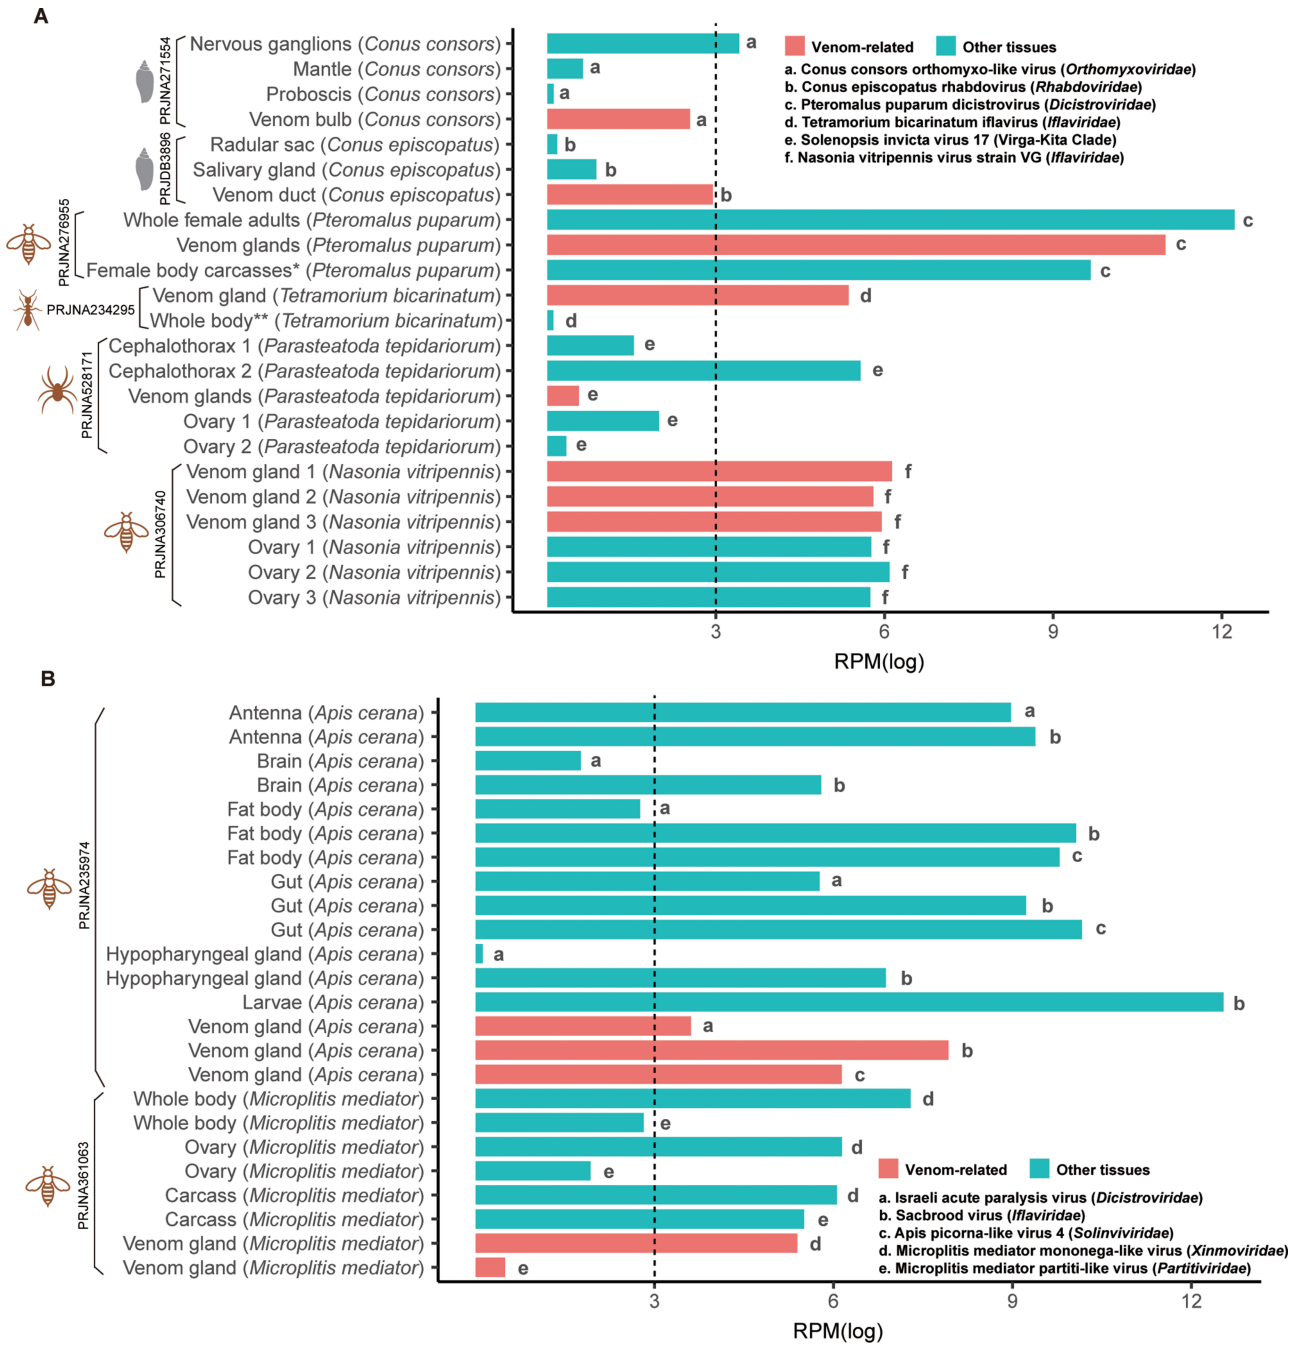 A
PRJNA271554
Nervous ganglions (Conus consors)
a
Mantle (Conus consors)
a
Proboscis (Conus consors)
a
Venom bulb (Conus consors)
a
PRJDB3896
Radular sac (Conus episcopatus)
b
Salivary gland (Conus episcopatus)
b
Venom duct (Conus episcopatus)
b
PRJNA276955
Whole female adults (Pteromalus puparum)
c
Venom glands (Pteromalus puparum)
c
Female body carcasses* (Pteromalus puparum)
c
PRJNA234295
Venom gland (Tetramorium bicarinatum)
d
Whole body** (Tetramorium bicarinatum)
d
PRJNA528171
Cephalothorax 1 (Parasteatoda tepidariorum)
e
Cephalothorax 2 (Parasteatoda tepidariorum)
e
Venom glands (Parasteatoda tepidariorum)
e
Ovary 1 (Parasteatoda tepidariorum)
e
Ovary 2 (Parasteatoda tepidariorum)
e
PRJNA306740
Venom gland 1 (Nasonia vitripennis)
f
Venom gland 2 (Nasonia vitripennis)
f
Venom gland 3 (Nasonia vitripennis)
f
Ovary 1 (Nasonia vitripennis)
f
Ovary 2 (Nasonia vitripennis)
f
Ovary 3 (Nasonia vitripennis)
f
Venom-related Other tissues
a. Conus consors orthomyxo-like virus (Orthomyxoviridae)
b. Conus episcopatus rhabdovirus (Rhabdoviridae)
c. Pteromalus puparum dicistrovirus (Dicistroviridae)
d. Tetramorium bicarinatum iflavirus (Iflaviridae)
e. Solenopsis invicta virus 17 (Virga-Kita Clade)
f. Nasonia vitripennis virus strain VG (Iflaviridae)
3 6 9 12
RPM(log)
B
PRJNA235974
Antenna (Apis cerana)
a
Antenna (Apis cerana)
b
Brain (Apis cerana)
a
Brain (Apis cerana)
b
Fat body (Apis cerana)
a
Fat body (Apis cerana)
b
Fat body (Apis cerana)
c
Gut (Apis cerana)
a
Gut (Apis cerana)
b
Gut (Apis cerana)
c
Hypopharyngeal gland (Apis cerana)
a
Hypopharyngeal gland (Apis cerana)
b
Larvae (Apis cerana)
b
Venom gland (Apis cerana)
a
Venom gland (Apis cerana)
b
Venom gland (Apis cerana)
c
PRJNA361063
Whole body (Microplitis mediator)
d
Whole body (Microplitis mediator)
e
Ovary (Microplitis mediator)
d
Ovary (Microplitis mediator)
e
Carcass (Microplitis mediator)
d
Carcass (Microplitis mediator)
e
Venom gland (Microplitis mediator)
d
Venom gland (Microplitis mediator)
e
Venom-related Other tissues
a. Israeli acute paralysis virus (Dicistroviridae)
b. Sacbrood virus (Iflaviridae)
c. Apis picorna-like virus 4 (Solinviviridae)
d. Microplitis mediator mononega-like virus (Xinmoviridae)
e. Microplitis mediator partiti-like virus (Partitiviridae)
3 6 9 12
RPM(log)